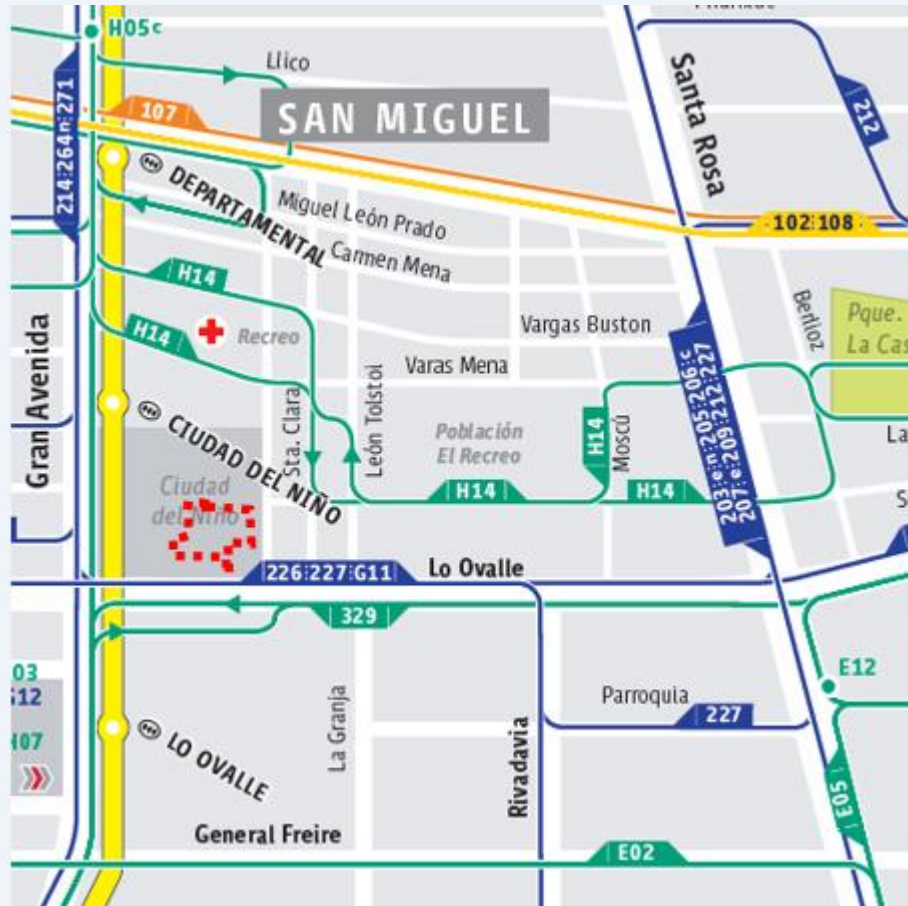 H05c
Llico
107
SAN MIGUEL
214:264n:271
Santa Rosa
212
DEPARTAMENTAL
Miguel León Prado
Carmen Mena
102:108
H14
H14
Recreo
Vargas Buston
Varas Mena
Berlioz
Pque.
La Cas
Gran Avenida
CIUDAD DEL NIÑO
Sta. Clara
León Tolstoi
Población
El Recreo
H14
Moscú
H14
H14
203:e:n:205:206:c
207:e:209:212:227
La
Ciudad
del Niño
226:227:G11
Lo Ovalle
329
03
G12
H07
La Granja
Parroquia
227
E12
LO OVALLE
Rivadavia
E05
General Freire
E02